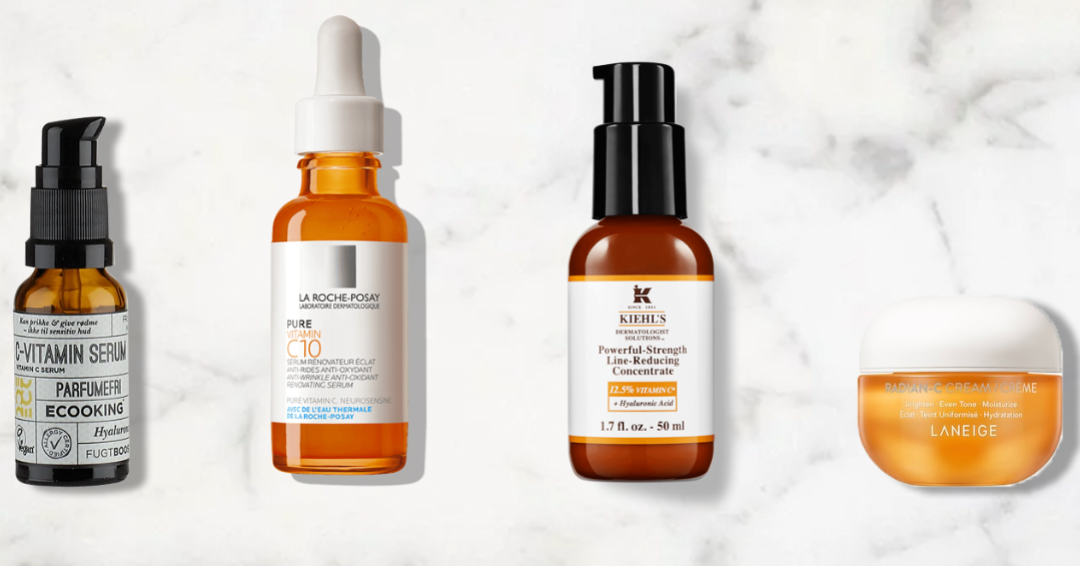 Kan prikke & give rødme
– ikke til sensitiv hud
C-VITAMIN SERUM
VITAMIN C SERUM
PARFUMEFRI
ECOOKING
Vegan
ALLERGY CERTIFIED
FUGTBOOS
LA ROCHE-POSAY
LABORATOIRE DERMATOLOGIQUE
PURE
VITAMIN
C10
SÉRUM RÉNOVATEUR ÉCLAT
ANTI-RIDES ANTI-OXYDANT
ANTI-WRINKLE ANTI-OXIDANT
RENOVATING SERUM
PURE VITAMIN C, NEUROSENSINE
AVEC DE L'EAU THERMALE
DE LA ROCHE-POSAY
K
SINCE 1851
KIEHL'S
DERMATOLOGIST
SOLUTIONS
Powerful-Strength
Line-Reducing
Concentrate
12.5% VITAMIN C*
+ Hyaluronic Acid
1.7 fl. oz. - 50 ml
RADIAN-C CREAM / CRÈME
Brighten · Even Tone · Moisturize
Éclat · Teint Uniformisé · Hydratation
LANEIGE